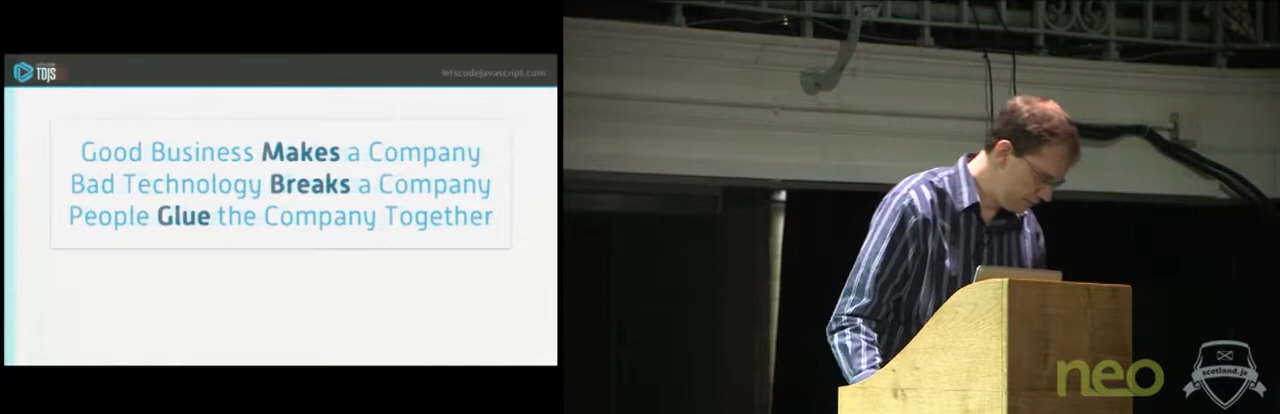 TDJS
letscodejavascript.com
Good Business Makes a Company
Bad Technology Breaks a Company
People Glue the Company Together
neo
scotland.js